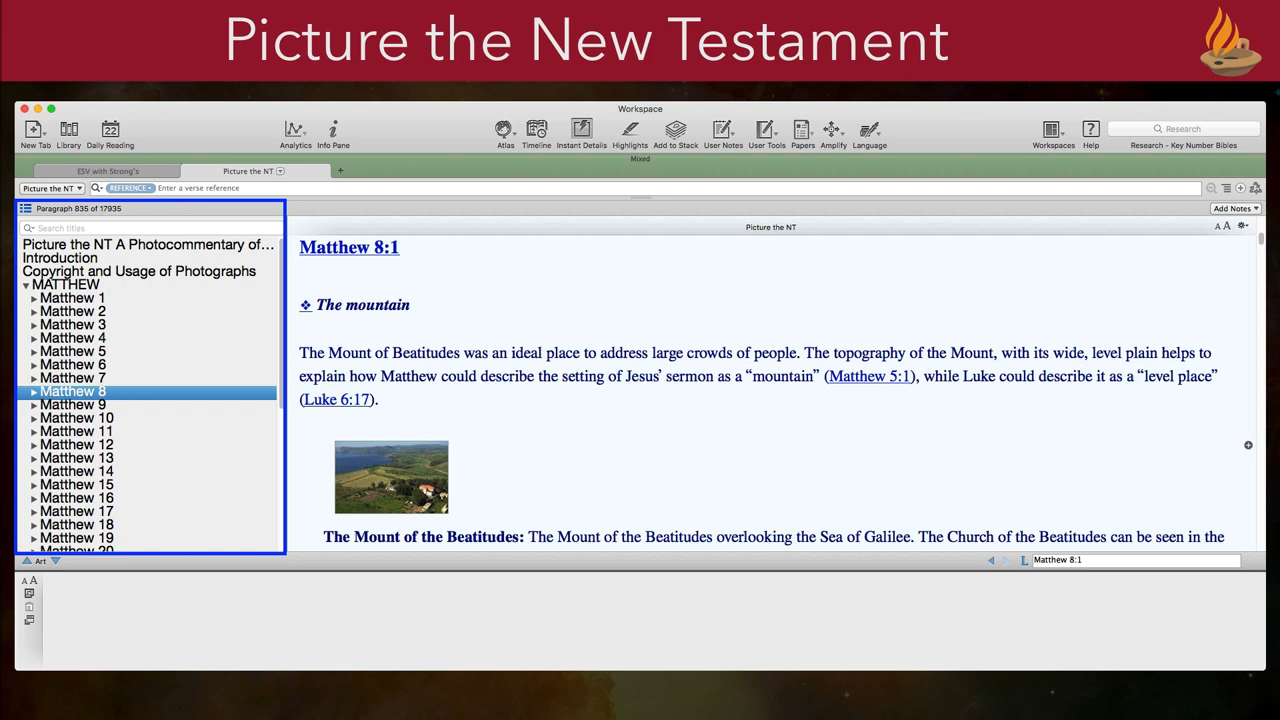 Picture the New Testament
Workspace
New Tab
Library
22
Daily Reading
Analytics
Info Pane
Atlas
Timeline
Instant Details
Highlights
Add to Stack
User Notes
User Tools
Papers
Amplify
Language
Workspaces
Help
Research
Research - Key Number Bibles
Mixed
ESV with Strong's
Picture the NT
Picture the NT
REFERENCE
Enter a verse reference
Paragraph 835 of 17935
Add Notes
Search titles
Picture the NT A Photocommentary of…
Introduction
Copyright and Usage of Photographs
MATTHEW
Matthew 1
Matthew 2
Matthew 3
Matthew 4
Matthew 5
Matthew 6
Matthew 7
Matthew 8
Matthew 9
Matthew 10
Matthew 11
Matthew 12
Matthew 13
Matthew 14
Matthew 15
Matthew 16
Matthew 17
Matthew 18
Matthew 19
Matthew 20
Picture the NT
A A
Matthew 8:1
❖ The mountain
The Mount of Beatitudes was an ideal place to address large crowds of people. The topography of the Mount, with its wide, level plain helps to
explain how Matthew could describe the setting of Jesus’ sermon as a “mountain” (Matthew 5:1), while Luke could describe it as a “level place”
(Luke 6:17).
The Mount of the Beatitudes: The Mount of the Beatitudes overlooking the Sea of Galilee. The Church of the Beatitudes can be seen in the
Art
L
Matthew 8:1
A A